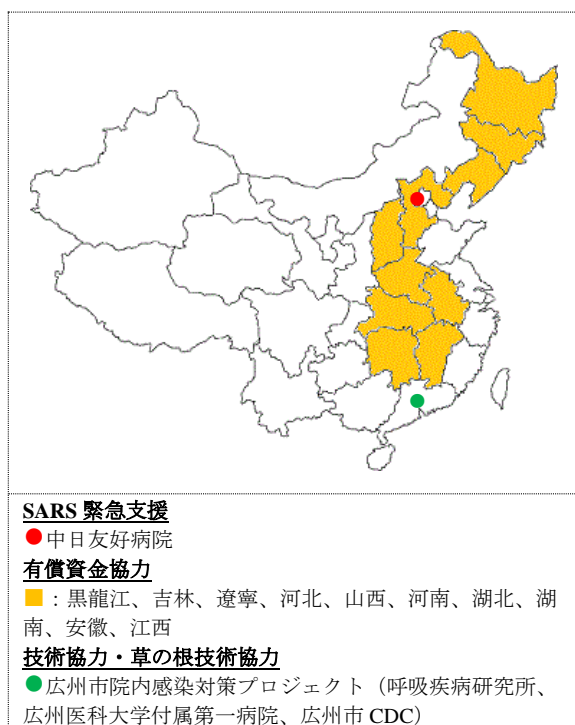 SARS 緊急支援
●中日友好病院
有償資金協力
■：黒龍江、吉林、遼寧、河北、山西、河南、湖北、湖
南、安徽、江西
技術協力・草の根技術協力
●広州市院内感染対策プロジェクト（呼吸疾病研究所、
広州医科大学付属第一病院、広州市 CDC）